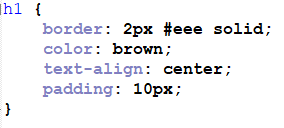 h1 {
border: 2px #eee solid;
color: brown;
text-align: center;
padding: 10px;
}